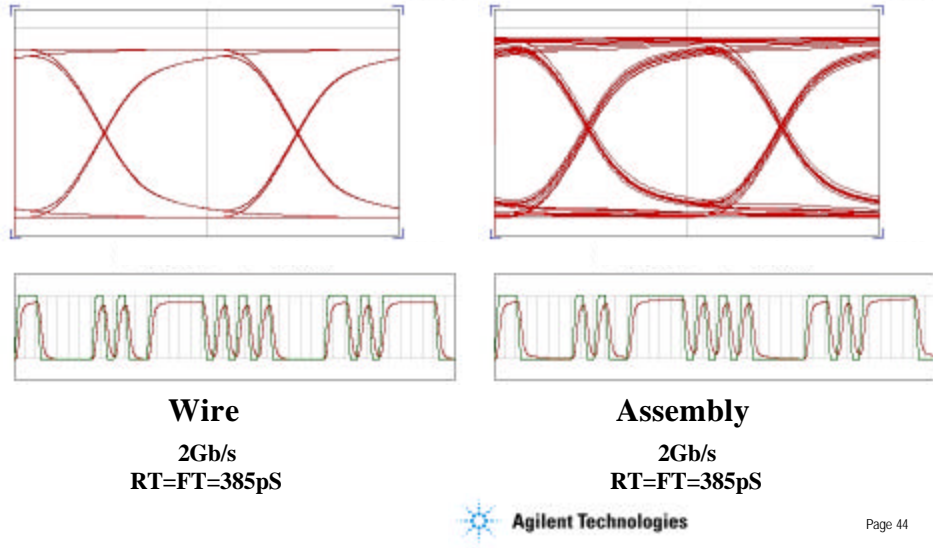 Wire
2Gb/s
RT=FT=385pS
Assembly
2Gb/s
RT=FT=385pS
Agilent Technologies
Page 44